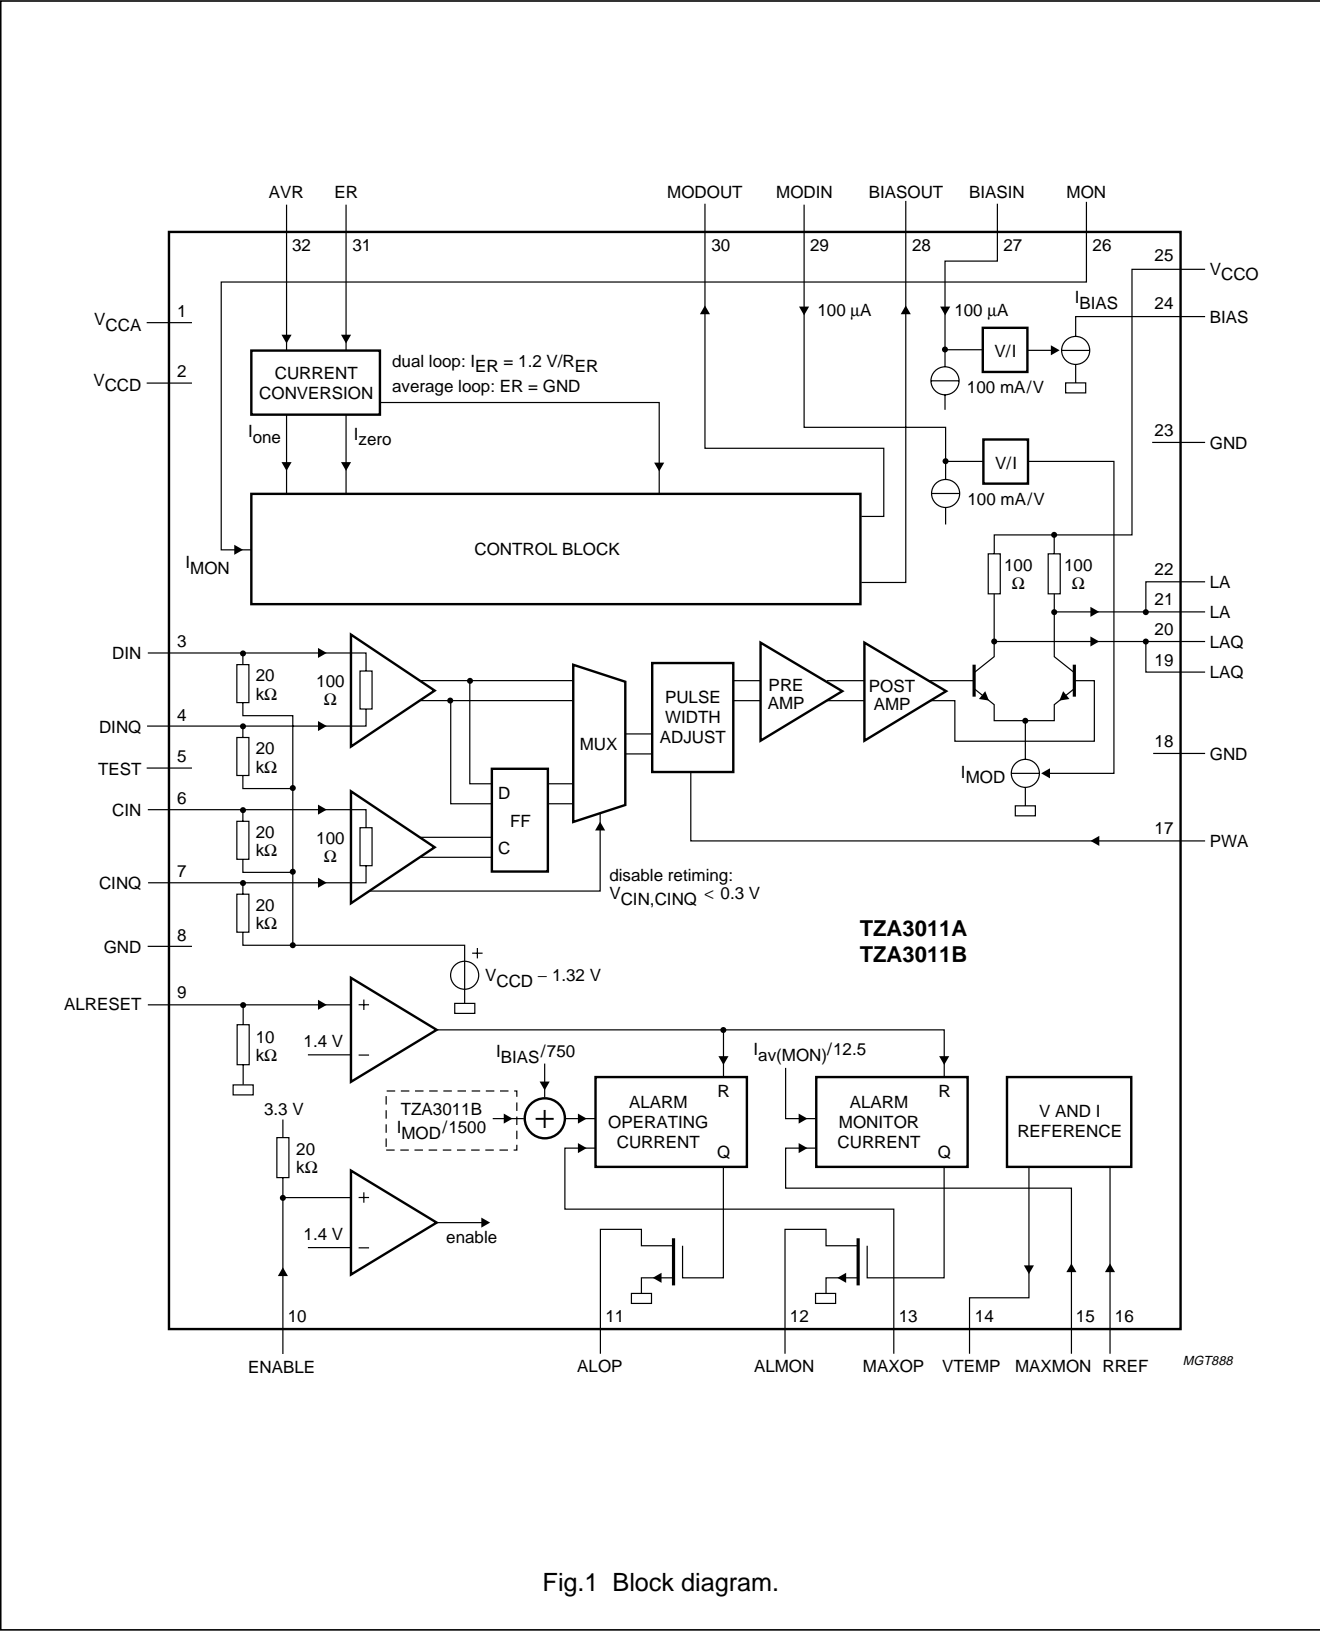 AVR ER MODOUT MODIN BIASOUT BIASIN MON
32 31 30 29 28 27 26
25 VCCO
IBIAS
24 BIAS
1 VCCA
100 µA 100 µA
V/I
100 mA/V
dual loop: IER = 1.2 V/RER
average loop: ER = GND
CURRENT
CONVERSION
2 VCCD
Ione Izero
23 GND
V/I
100 mA/V
CONTROL BLOCK
IMON
100
Ω
100
Ω
22 LA
21 LA
20 LAQ
19 LAQ
DIN 3
20
kΩ
100
Ω
DINQ 4
20
kΩ
TEST 5
MUX
PULSE
WIDTH
ADJUST
PRE
AMP
POST
AMP
18 GND
IMOD
CIN 6
20
kΩ
100
Ω
D
FF
C
17 PWA
CINQ 7
20
kΩ
disable retiming:
VCIN,CINQ < 0.3 V
TZA3011A
TZA3011B
GND 8
+
VCCD − 1.32 V
ALRESET 9
10
kΩ
+
1.4 V
−
IBIAS/750
Iav(MON)/12.5
TZA3011B
IMOD/1500
+
R
ALARM
OPERATING
CURRENT
Q
R
ALARM
MONITOR
CURRENT
Q
V AND I
REFERENCE
3.3 V
20
kΩ
+
1.4 V
−
enable
10 11 12 13 14 15 16
ENABLE ALOP ALMON MAXOP VTEMP MAXMON RREF
MGT888
Fig.1 Block diagram.